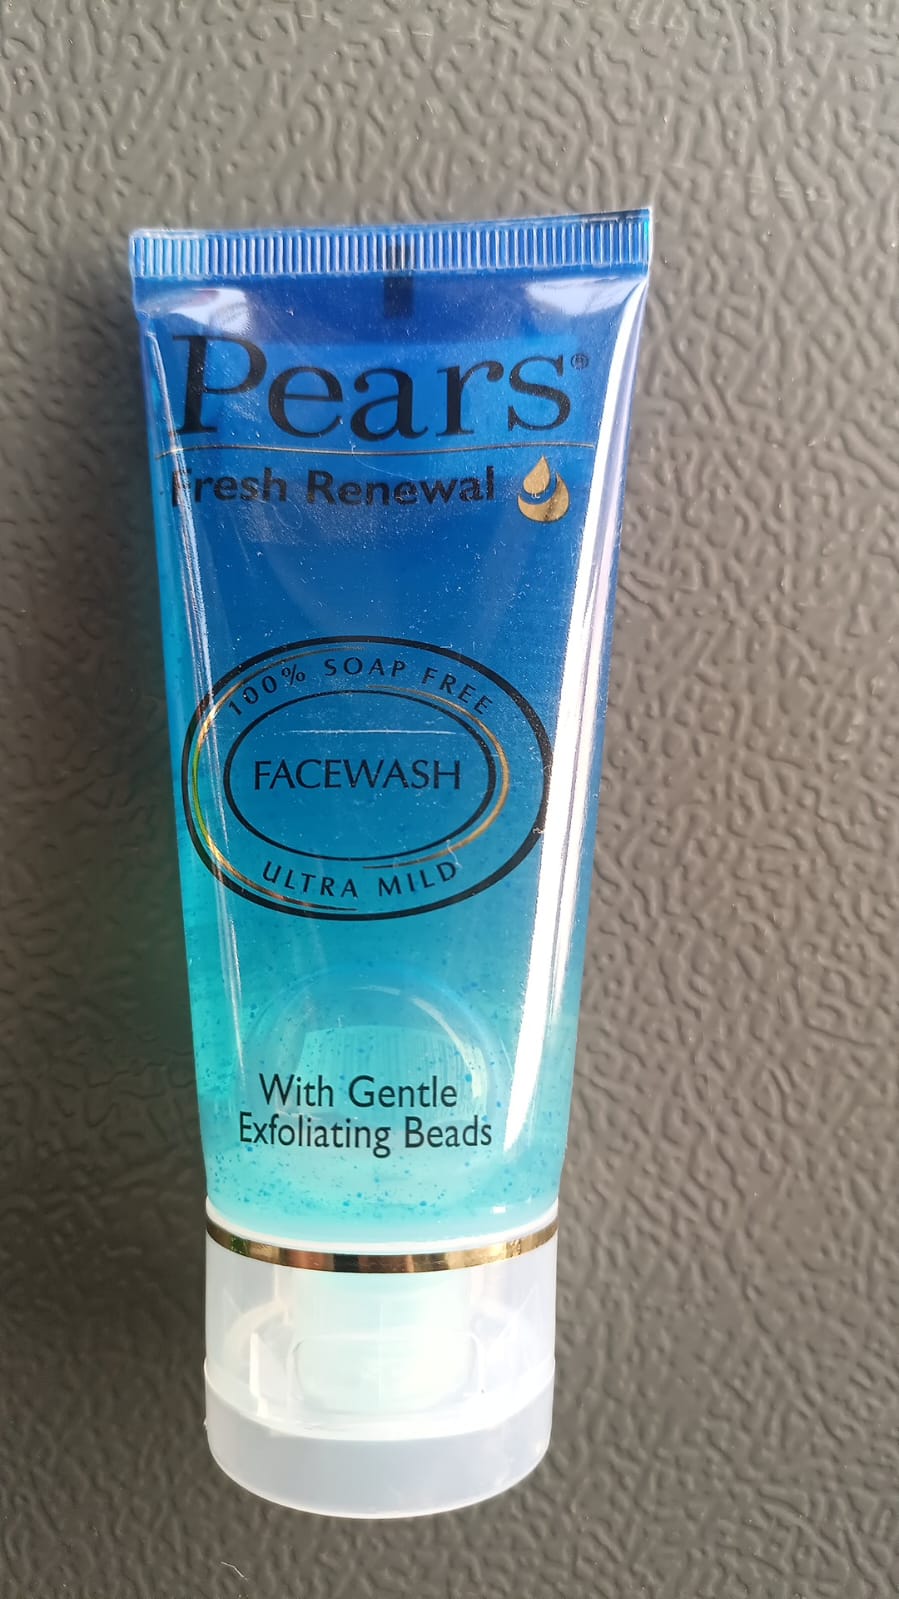 Pears®
Fresh Renewal
100% SOAP FREE
FACEWASH
ULTRA MILD
With Gentle
Exfoliating Beads